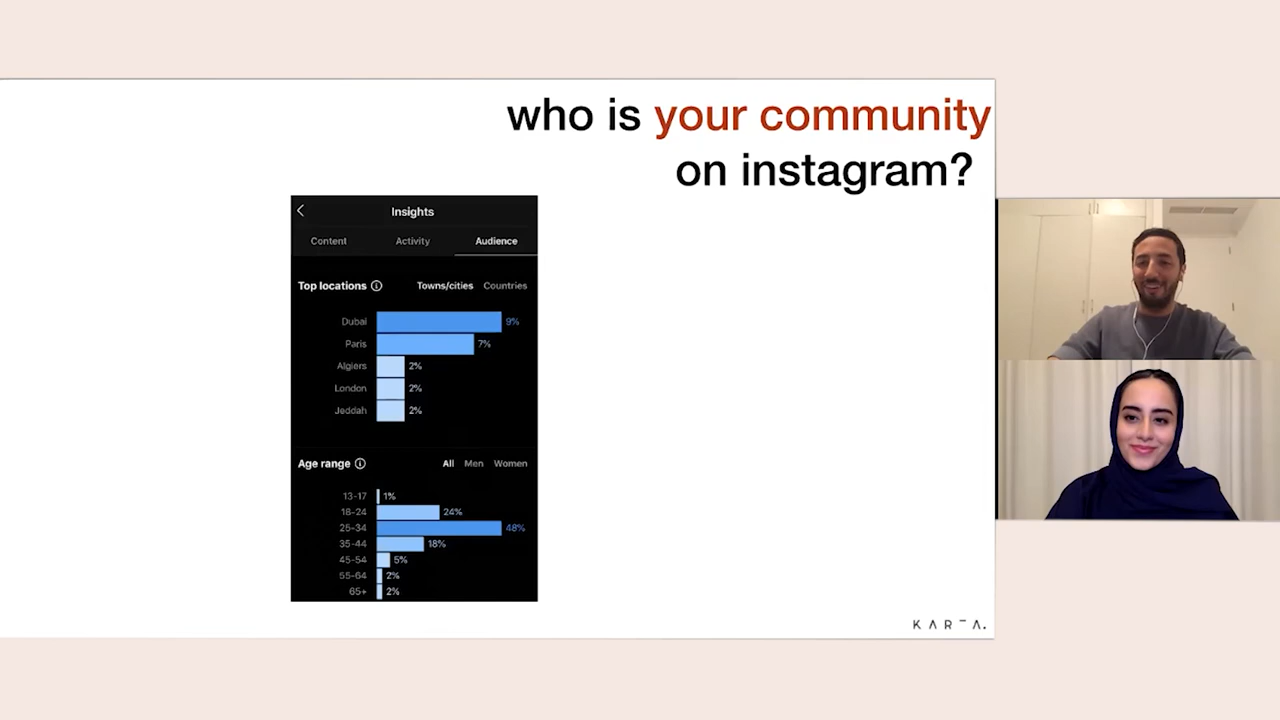 who is your community
on instagram?
Insights
Content Activity Audience
Top locations Towns/cities Countries
Dubai 9%
Paris 7%
Algiers 2%
London 2%
Jeddah 2%
Age range All Men Women
13-17 1%
18-24 24%
25-34 48%
35-44 18%
45-54 5%
55-64 2%
65+ 2%
KARTA.